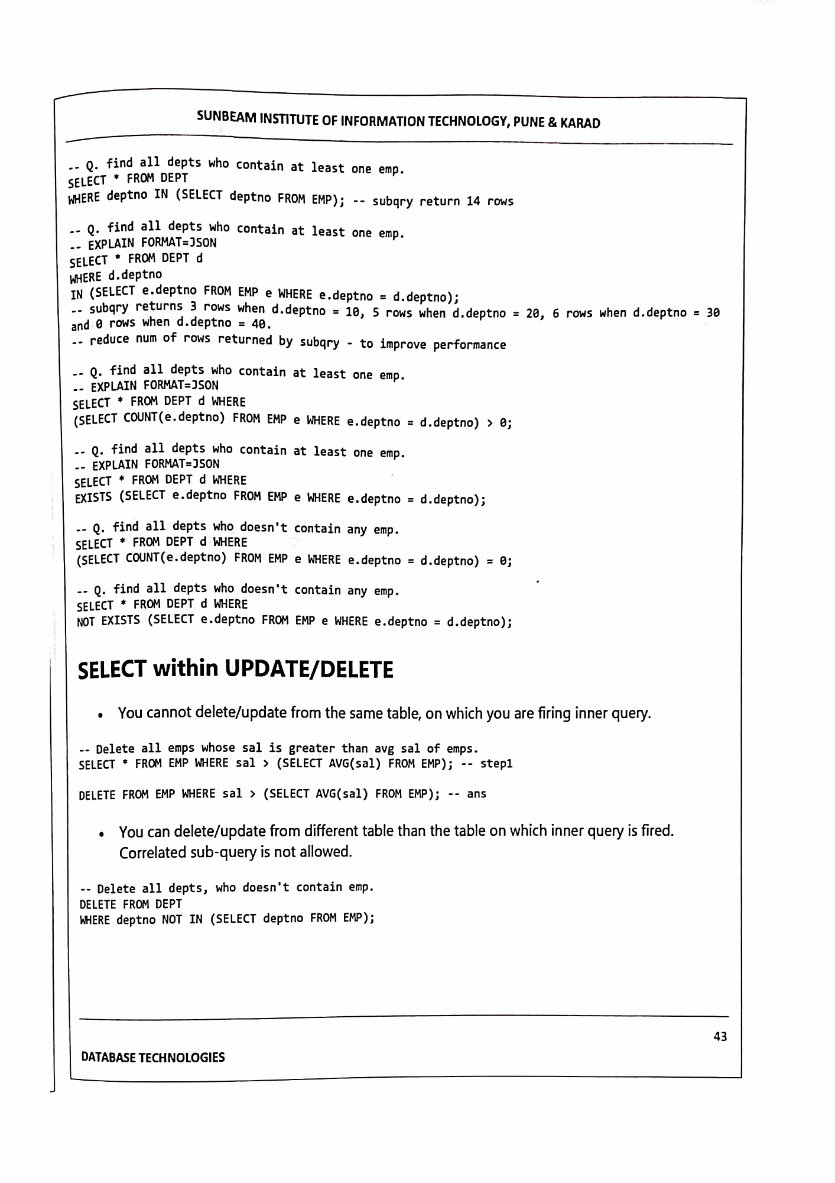 SUNBEAM INSTITUTE OF INFORMATION TECHNOLOGY, PUNE & KARAD
-- Q. find all depts who contain at least one emp.
SELECT * FROM DEPT
WHERE deptno IN (SELECT deptno FROM EMP); -- subqry return 14 rows
-- Q. find all depts who contain at least one emp.
-- EXPLAIN FORMAT=JSON
SELECT * FROM DEPT d
WHERE d.deptno
IN (SELECT e.deptno FROM EMP e WHERE e.deptno = d.deptno);
-- subqry returns 3 rows when d.deptno = 10, 5 rows when d.deptno = 20, 6 rows when d.deptno = 30
and 0 rows when d.deptno = 40.
-- reduce num of rows returned by subqry - to improve performance
-- Q. find all depts who contain at least one emp.
-- EXPLAIN FORMAT=JSON
SELECT * FROM DEPT d WHERE
(SELECT COUNT(e.deptno) FROM EMP e WHERE e.deptno = d.deptno) > 0;
-- Q. find all depts who contain at least one emp.
-- EXPLAIN FORMAT=JSON
SELECT * FROM DEPT d WHERE
EXISTS (SELECT e.deptno FROM EMP e WHERE e.deptno = d.deptno);
-- Q. find all depts who doesn't contain any emp.
SELECT * FROM DEPT d WHERE
(SELECT COUNT(e.deptno) FROM EMP e WHERE e.deptno = d.deptno) = 0;
-- Q. find all depts who doesn't contain any emp.
SELECT * FROM DEPT d WHERE
NOT EXISTS (SELECT e.deptno FROM EMP e WHERE e.deptno = d.deptno);
SELECT within UPDATE/DELETE
• You cannot delete/update from the same table, on which you are firing inner query.
-- Delete all emps whose sal is greater than avg sal of emps.
SELECT * FROM EMP WHERE sal > (SELECT AVG(sal) FROM EMP); -- step1
DELETE FROM EMP WHERE sal > (SELECT AVG(sal) FROM EMP); -- ans
• You can delete/update from different table than the table on which inner query is fired.
Correlated sub-query is not allowed.
-- Delete all depts, who doesn't contain emp.
DELETE FROM DEPT
WHERE deptno NOT IN (SELECT deptno FROM EMP);
43
DATABASE TECHNOLOGIES